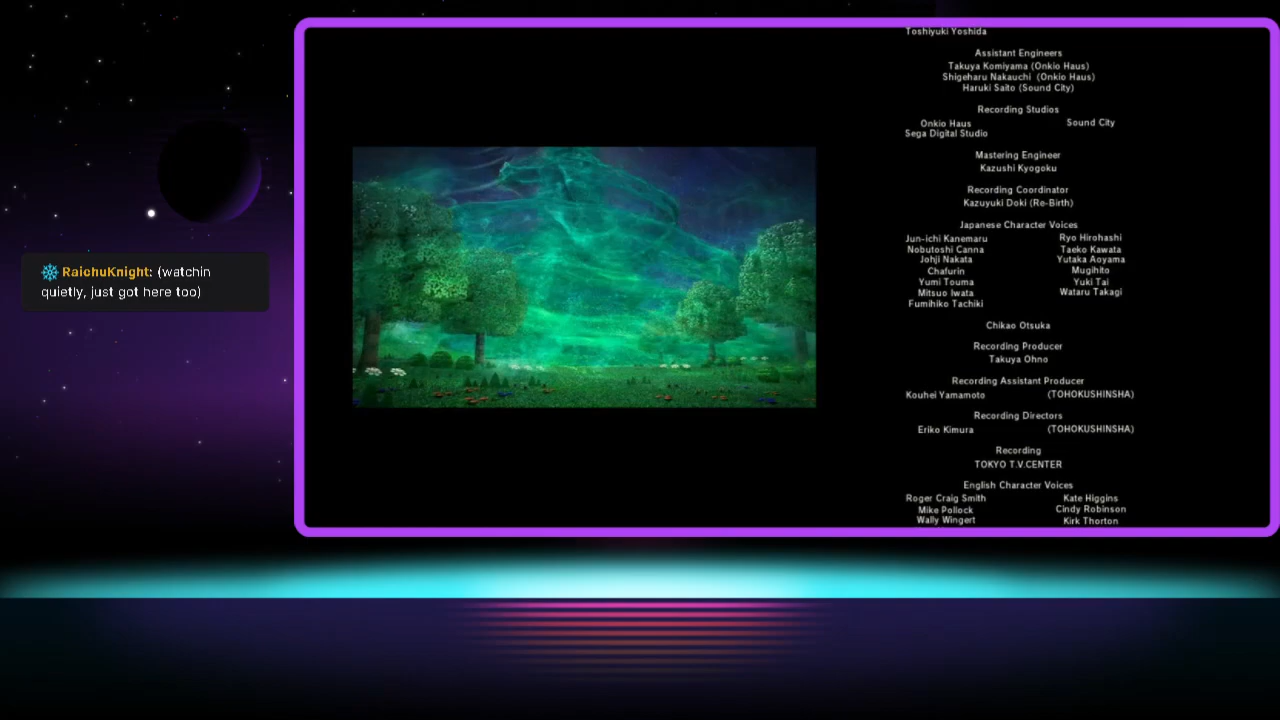 RaichuKnight: (watchin
quietly, just got here too)
Toshiyuki Yoshida
Assistant Engineers
Takuya Komiyama (Onkio Haus)
Shigeharu Nakauchi (Onkio Haus)
Haruki Saito (Sound City)
Recording Studios
Onkio Haus Sound City
Sega Digital Studio
Mastering Engineer
Kazushi Kyogoku
Recording Coordinator
Kazuyuki Doki (Re-Birth)
Japanese Character Voices
Jun-ichi Kanemaru Ryo Hirohashi
Nobutoshi Canna Taeko Kawata
Johji Nakata Yutaka Aoyama
Chafurin Mugihito
Yumi Touma Yuki Tai
Mitsuo Iwata Wataru Takagi
Fumihiko Tachiki
Chikao Otsuka
Recording Producer
Takuya Ohno
Recording Assistant Producer
Kouhei Yamamoto (TOHOKUSHINSHA)
Recording Directors
Eriko Kimura (TOHOKUSHINSHA)
Recording
TOKYO T.V.CENTER
English Character Voices
Roger Craig Smith Kate Higgins
Mike Pollock Cindy Robinson
Wally Wingert Kirk Thorton